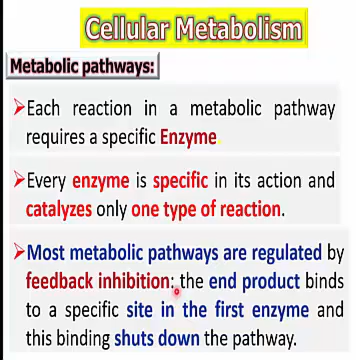 Cellular Metabolism
Metabolic pathways:
➢Each reaction in a metabolic pathway
requires a specific Enzyme.
➢Every enzyme is specific in its action and
catalyzes only one type of reaction.
➢Most metabolic pathways are regulated by
feedback inhibition: the end product binds
to a specific site in the first enzyme and
this binding shuts down the pathway.